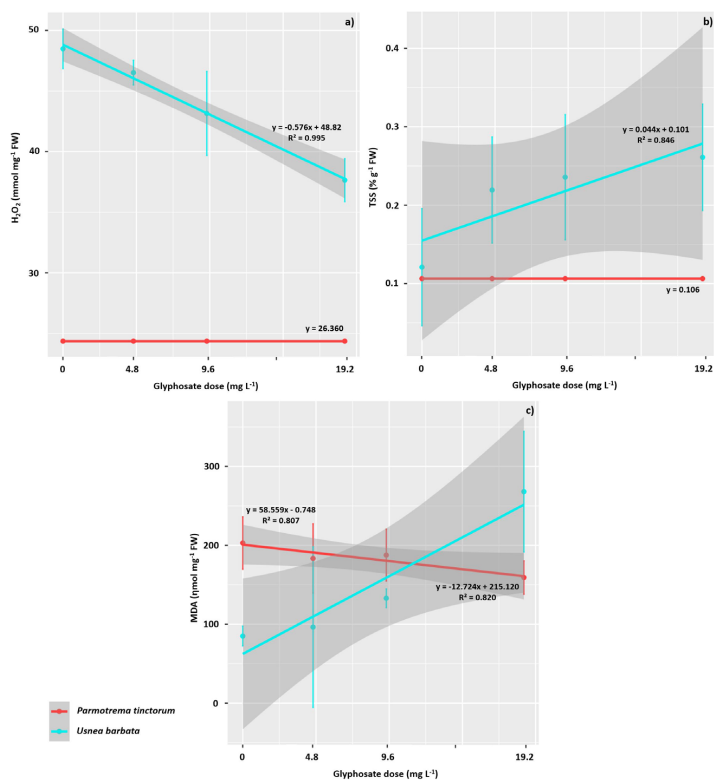 a)
50
40
30
H₂O₂ (mmol mg⁻¹ FW)
y = -0.576x + 48.82
R² = 0.995
y = 26.360
0 4.8 9.6 19.2
Glyphosate dose (mg L⁻¹)
b)
0.4
0.3
0.2
0.1
TSS (% g⁻¹ FW)
y = 0.044x + 0.101
R² = 0.846
y = 0.106
0 4.8 9.6 19.2
Glyphosate dose (mg L⁻¹)
c)
300
200
100
0
MDA (ηmol mg⁻¹ FW)
y = 58.559x - 0.748
R² = 0.807
y = -12.724x + 215.120
R² = 0.820
0 4.8 9.6 19.2
Glyphosate dose (mg L⁻¹)
Parmotrema tinctorum
Usnea barbata